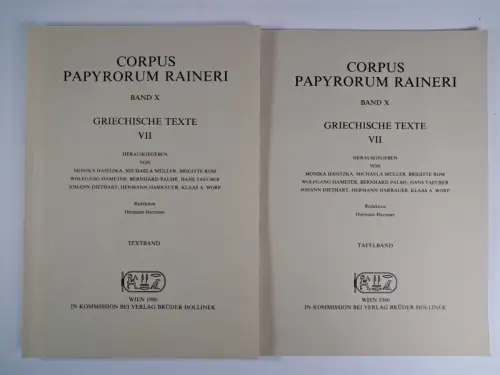 CORPUS
PAPYRORUM RAINERI
BAND X
GRIECHISCHE TEXTE
VII
HERAUSGEGEBEN
VON
MONIKA HASITZKA, MICHAELA MÜLLER, BRIGITTE ROM
WOLFGANG HAMETER, BERNHARD PALME, HANS TAEUBER
JOHANN DIETHART, HERMANN HARRAUER, KLAAS A. WORP
Redaktion
Hermann Harrauer
TEXTBAND
WIEN 1986
IN KOMMISSION BEI VERLAG BRÜDER HOLLINEK
CORPUS
PAPYRORUM RAINERI
BAND X
GRIECHISCHE TEXTE
VII
HERAUSGEGEBEN
VON
MONIKA HASITZKA, MICHAELA MÜLLER, BRIGITTE ROM
WOLFGANG HAMETER, BERNHARD PALME, HANS TAEUBER
JOHANN DIETHART, HERMANN HARRAUER, KLAAS A. WORP
Redaktion
Hermann Harrauer
TAFELBAND
WIEN 1986
IN KOMMISSION BEI VERLAG BRÜDER HOLLINEK